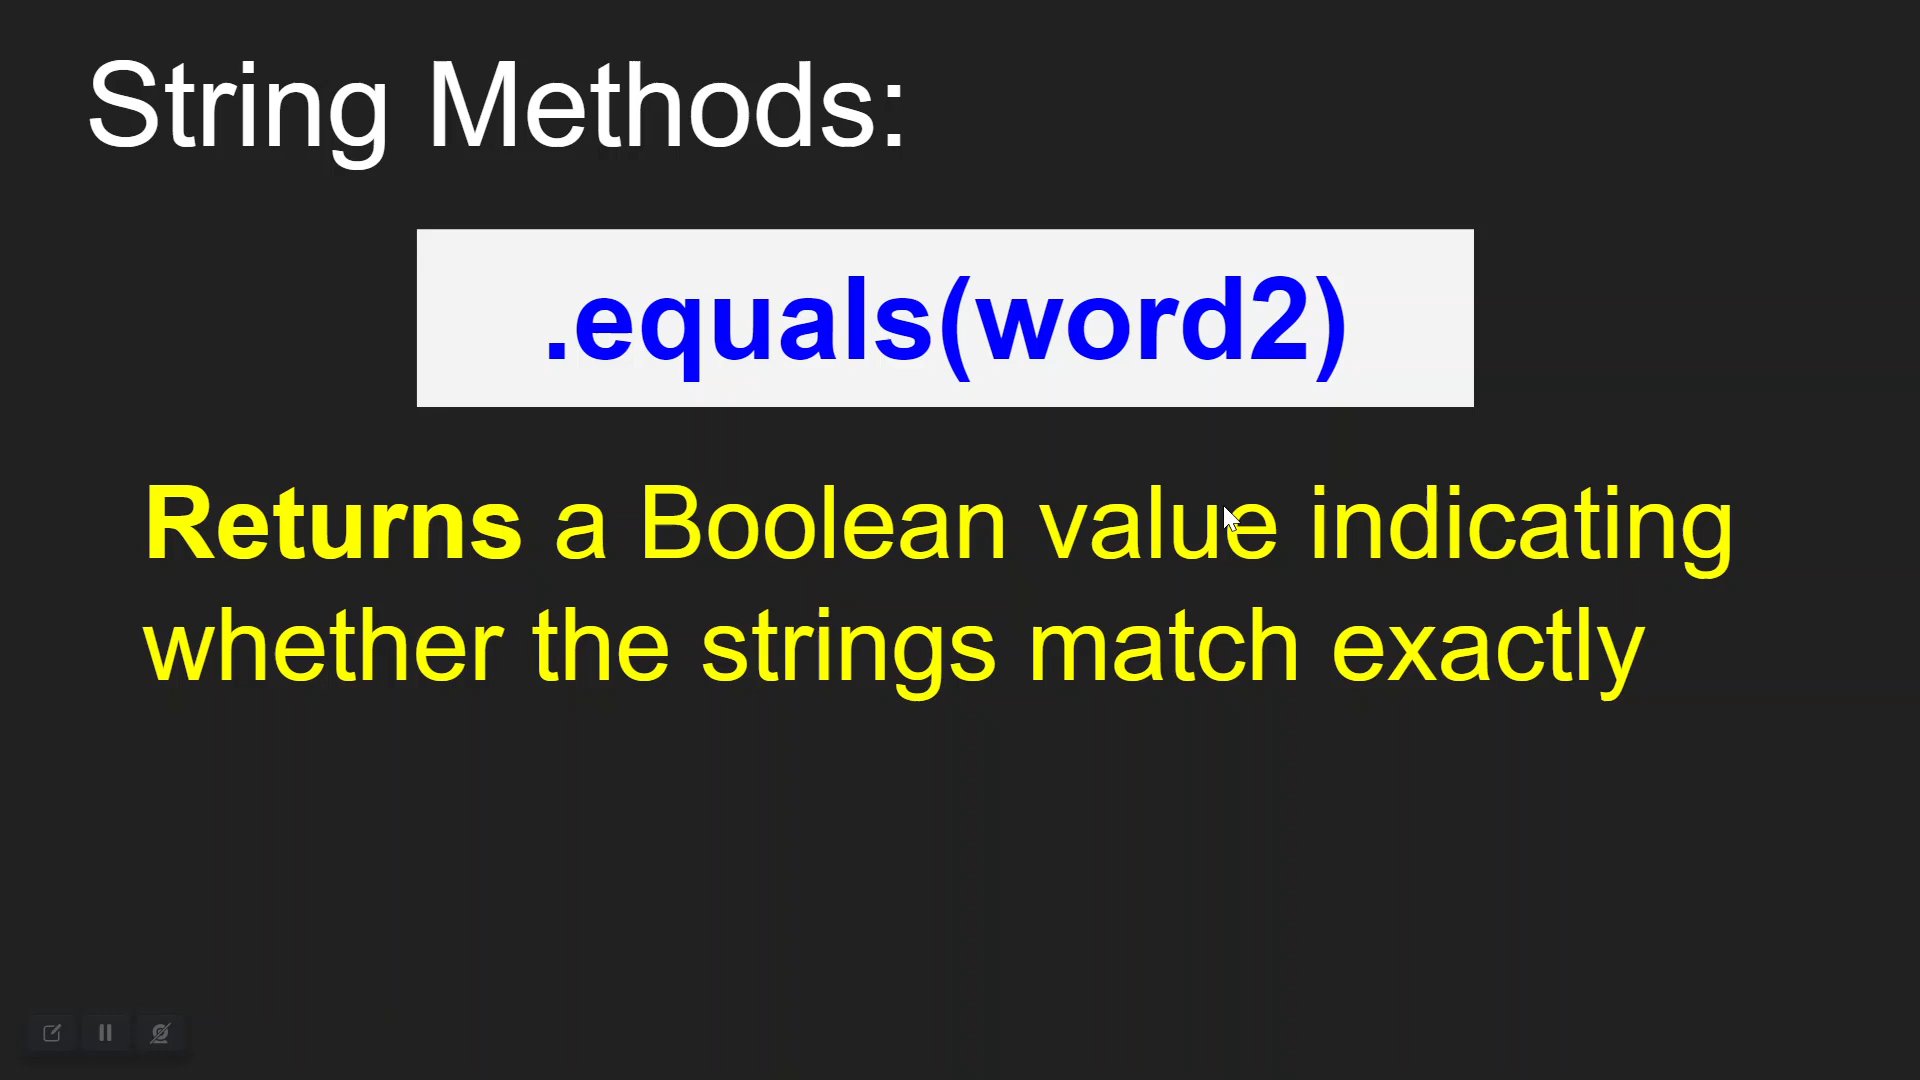 String Methods:
.equals(word2)
Returns a Boolean value indicating
whether the strings match exactly